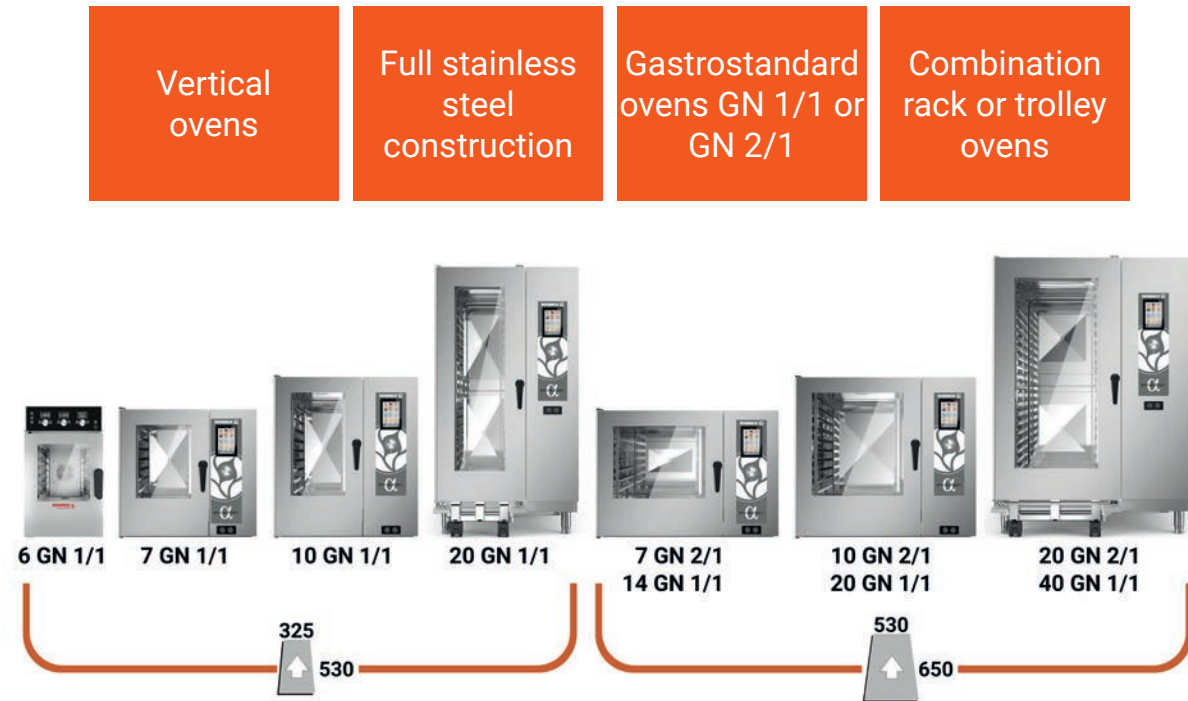 Vertical
ovens
Full stainless
steel
construction
Gastrostandard
ovens GN 1/1 or
GN 2/1
Combination
rack or trolley
ovens
α
α
α
α
α
α
6 GN 1/1
7 GN 1/1
10 GN 1/1
20 GN 1/1
7 GN 2/1
14 GN 1/1
10 GN 2/1
20 GN 1/1
20 GN 2/1
40 GN 1/1
325
530
530
650